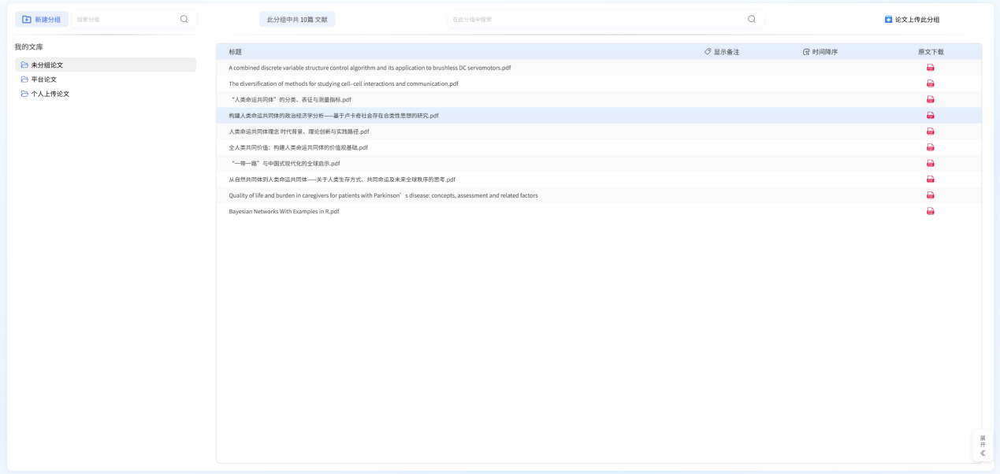 新建分组 搜索分组 此分组中共 10篇 文献 在此分组中搜索 论文上传此分组
我的文库
未分组论文
平台论文
个人上传论文
标题 显示备注 时间降序 原文下载
A combined discrete variable structure control algorithm and its application to brushless DC servomotors.pdf
The diversification of methods for studying cell–cell interactions and communication.pdf
“人类命运共同体”的分类、表征与测量指标.pdf
构建人类命运共同体的政治经济学分析——基于卢卡奇社会存在合类性思想的研究.pdf
人类命运共同体理念 时代背景、理论创新与实践路径.pdf
全人类共同价值：构建人类命运共同体的价值观基础.pdf
“一带一路”与中国式现代化的全球启示.pdf
从自然共同体到人类命运共同体——关于人类生存方式、共同命运及未来全球秩序的思考.pdf
Quality of life and burden in caregivers for patients with Parkinson’s disease: concepts, assessment and related factors
Bayesian Networks With Examples in R.pdf
展开